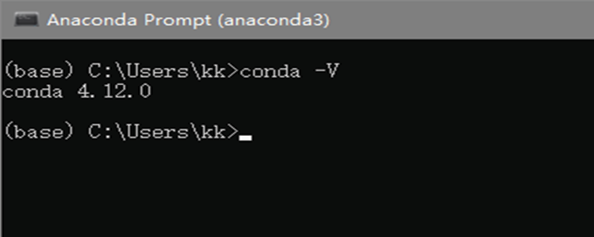 Anaconda Prompt (anaconda3)
(base) C:\Users\kk>conda -V
conda 4.12.0
(base) C:\Users\kk>